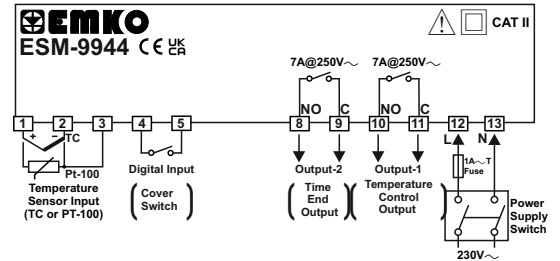 EMKO
ESM-9944 CE UK CA
CAT II
7A@250V~ 7A@250V~
NO C NO C
1 2 3 4 5 8 9 10 11 12 13
+ - TC
L N
Pt-100
Temperature
Sensor Input
(TC or PT-100)
Digital Input
(Cover
Switch)
Output-2
(Time
End
Output)
Output-1
(Temperature
Control
Output)
1A~T
Fuse
Power
Supply
Switch
230V~